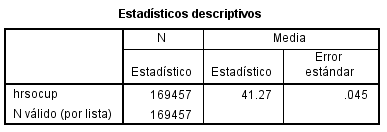 Estadísticos descriptivos
N Media
Estadístico Estadístico Error estándar
hrsocup 169457 41.27 .045
N válido (por lista) 169457